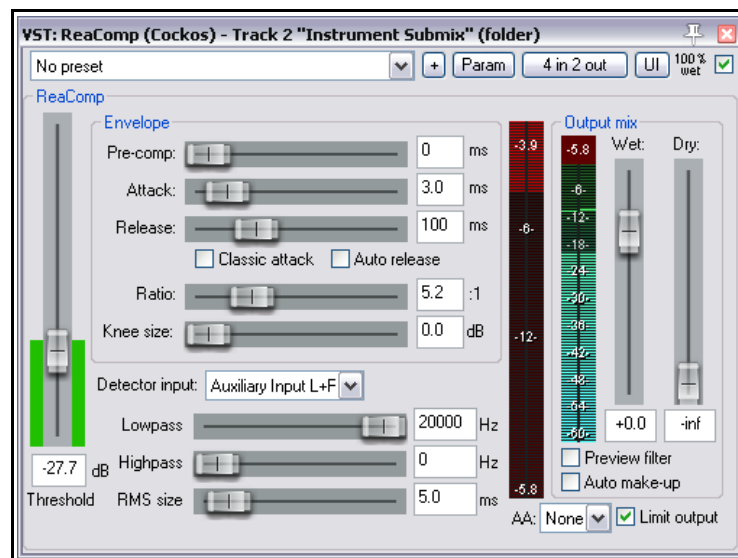 VST: ReaComp (Cockos) - Track 2 "Instrument Submix" (folder)
No preset + Param 4 in 2 out UI 100% wet
ReaComp
Envelope
Pre-comp: 0 ms
Attack: 3.0 ms
Release: 100 ms
Classic attack Auto release
Ratio: 5.2 :1
Knee size: 0.0 dB
Detector input: Auxiliary Input L+F
Lowpass 20000 Hz
Highpass 0 Hz
RMS size 5.0 ms
-27.7 dB
Threshold
-3.9
-6-
-12-
-5.8
Output mix
-5.8 Wet: Dry:
-6-
-12-
-18-
-24-
-30-
-36-
-42-
-48-
-54-
-60-
+0.0 -inf
Preview filter
Auto make-up
AA: None Limit output